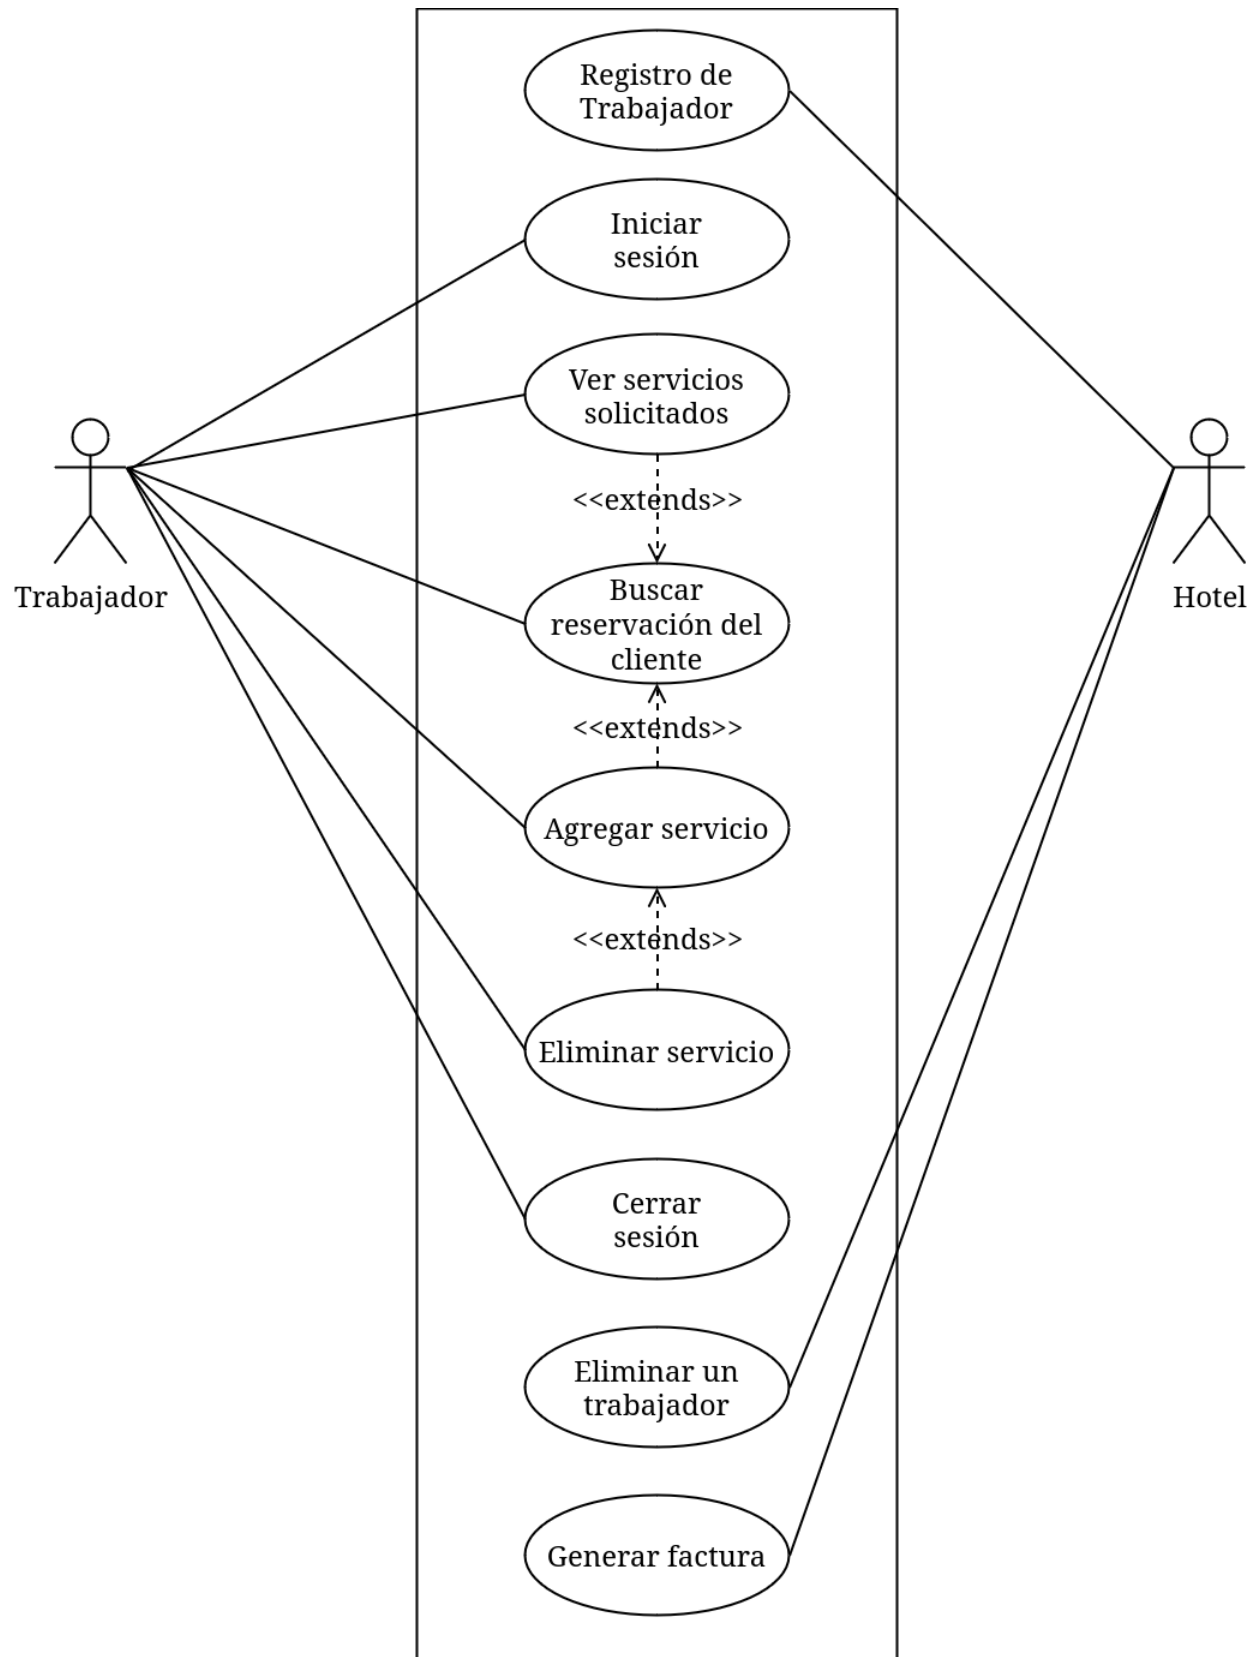 Registro de
Trabajador
Iniciar
sesión
Ver servicios
solicitados
<<extends>>
Trabajador
Hotel
Buscar
reservación del
cliente
<<extends>>
Agregar servicio
<<extends>>
Eliminar servicio
Cerrar
sesión
Eliminar un
trabajador
Generar factura